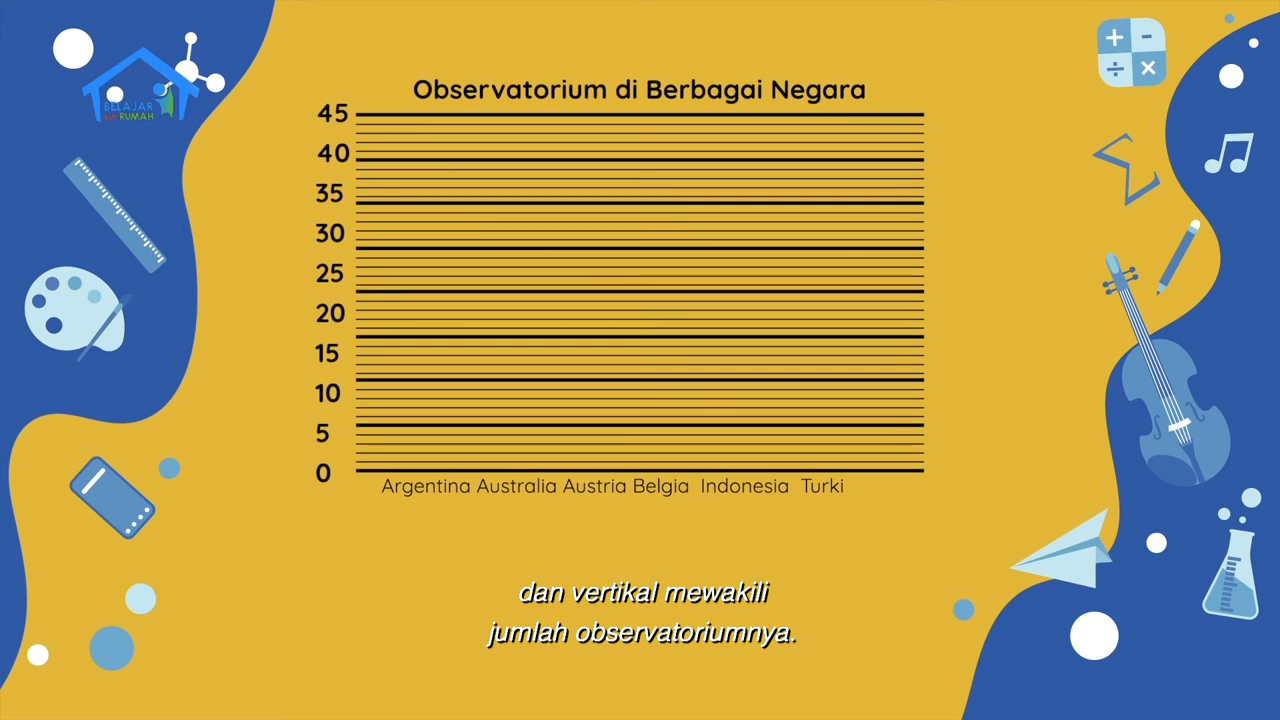 BELAJAR
RUMAH
Observatorium di Berbagai Negara
45
40
35
30
25
20
15
10
5
0
Argentina Australia Austria Belgia Indonesia Turki
dan vertikal mewakili
jumlah observatoriumnya.